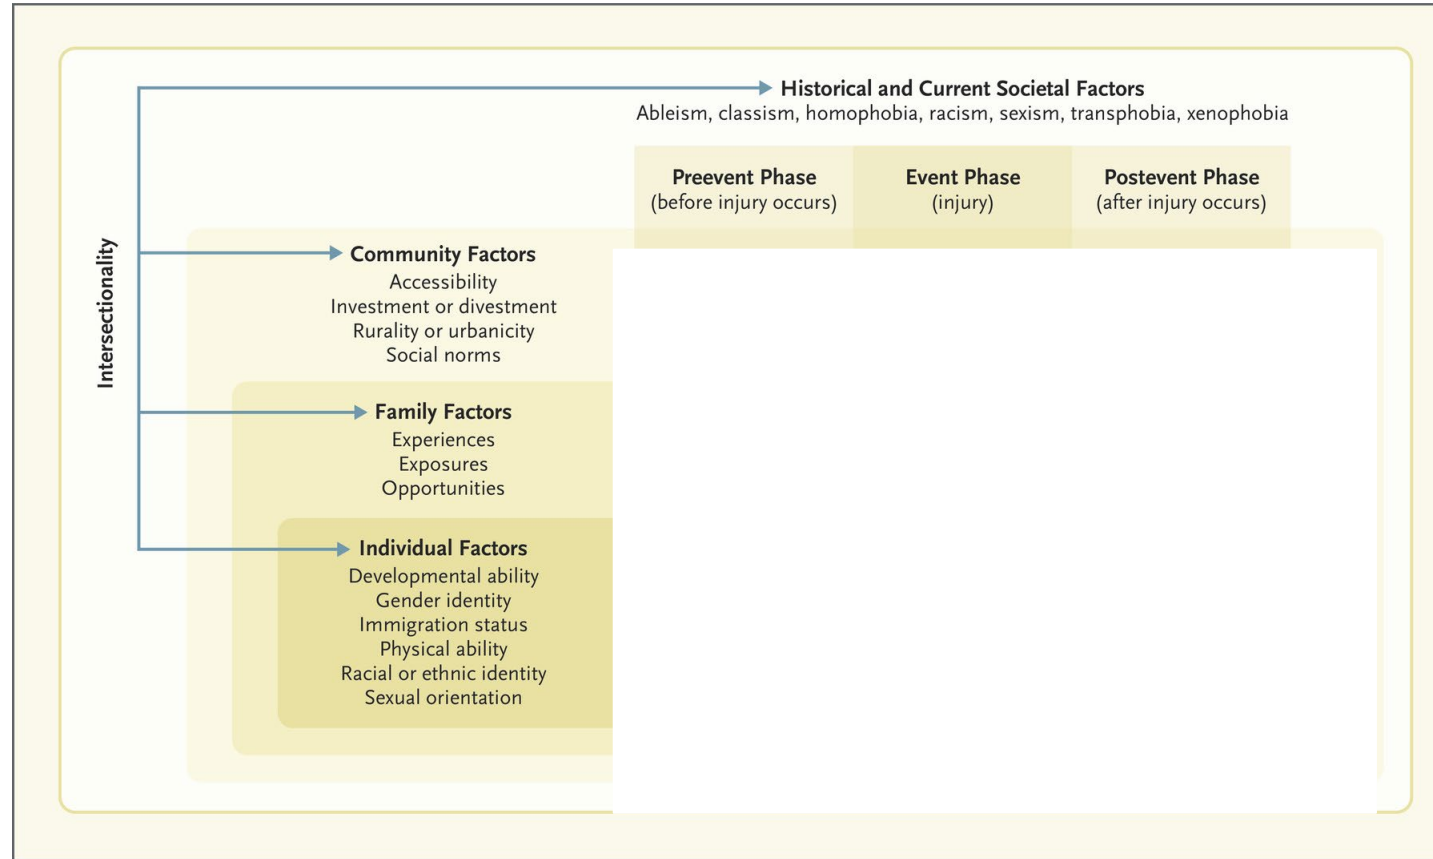 Historical and Current Societal Factors
Ableism, classism, homophobia, racism, sexism, transphobia, xenophobia
Preevent Phase
(before injury occurs)
Event Phase
(injury)
Postevent Phase
(after injury occurs)
Intersectionality
Community Factors
Accessibility
Investment or divestment
Rurality or urbanicity
Social norms
Family Factors
Experiences
Exposures
Opportunities
Individual Factors
Developmental ability
Gender identity
Immigration status
Physical ability
Racial or ethnic identity
Sexual orientation